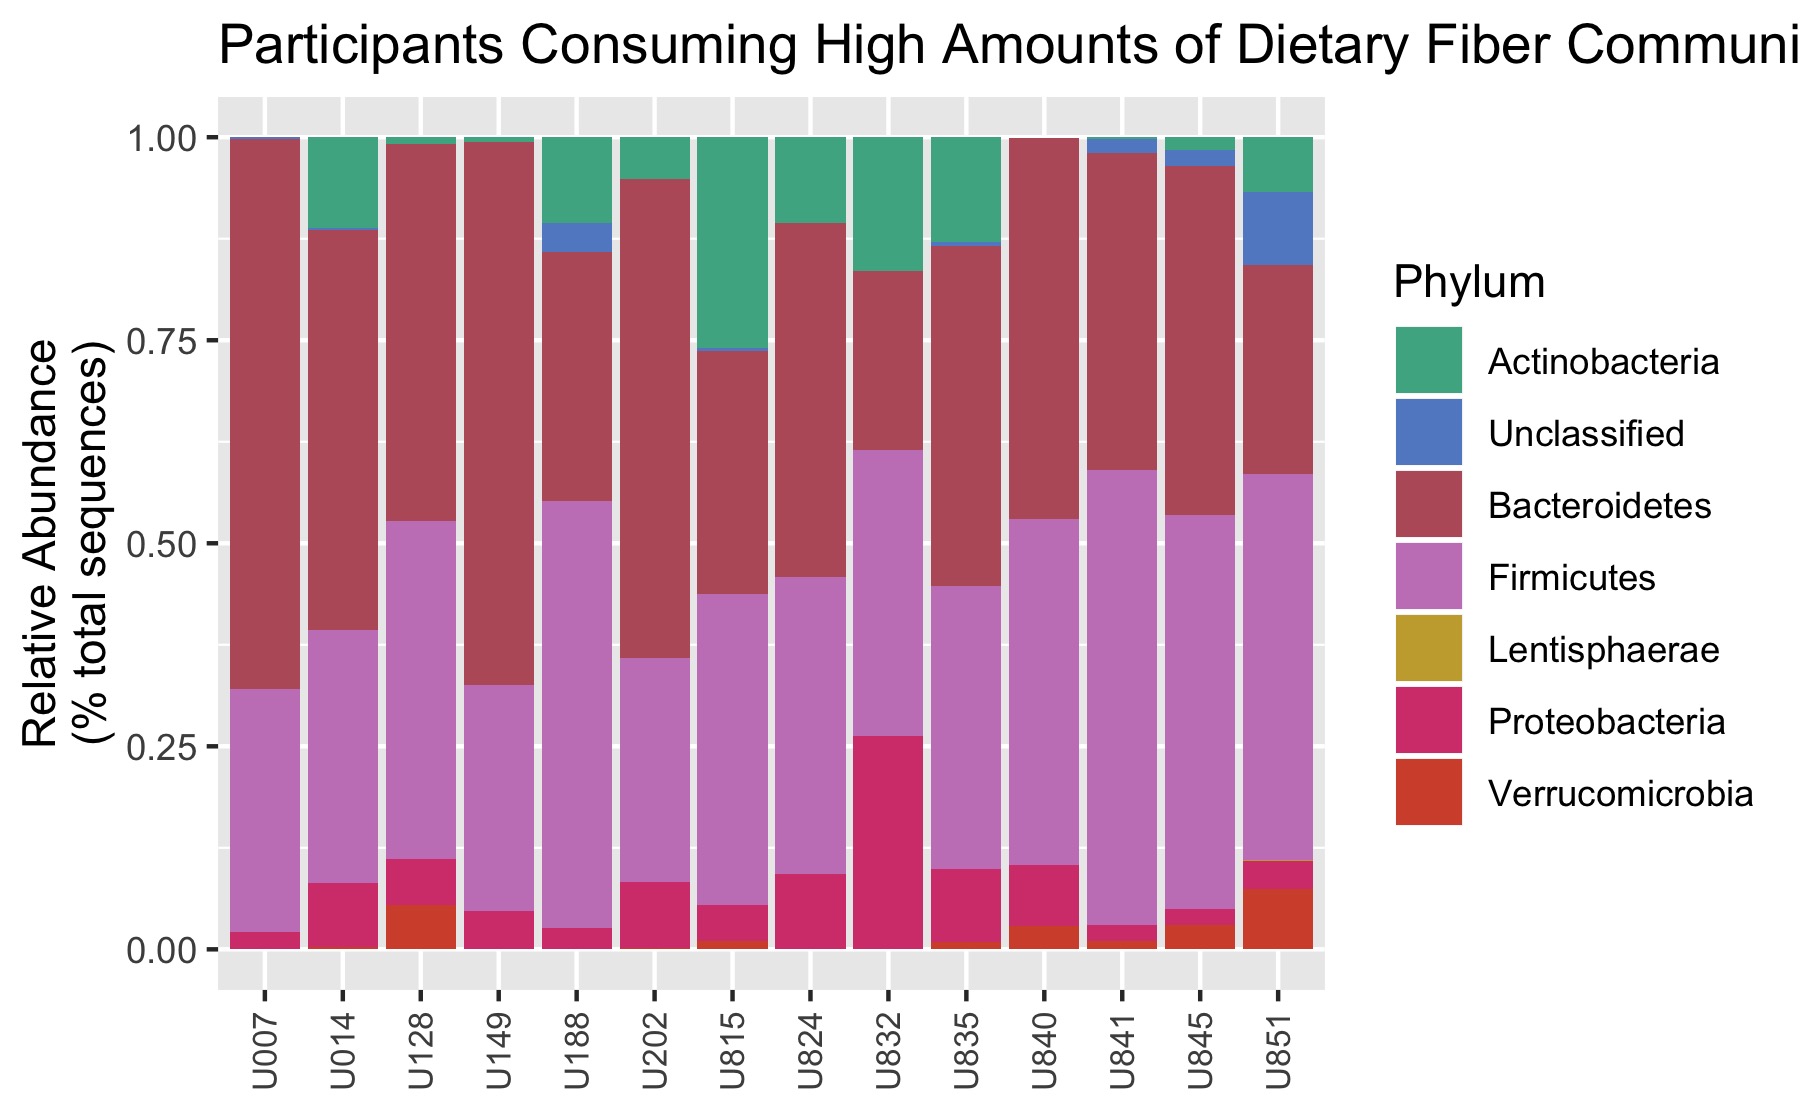 Participants Consuming High Amounts of Dietary Fiber Communi
Relative Abundance
(% total sequences)
1.00
0.75
0.50
0.25
0.00
U007
U014
U128
U149
U188
U202
U815
U824
U832
U835
U840
U841
U845
U851
Phylum
Actinobacteria
Unclassified
Bacteroidetes
Firmicutes
Lentisphaerae
Proteobacteria
Verrucomicrobia